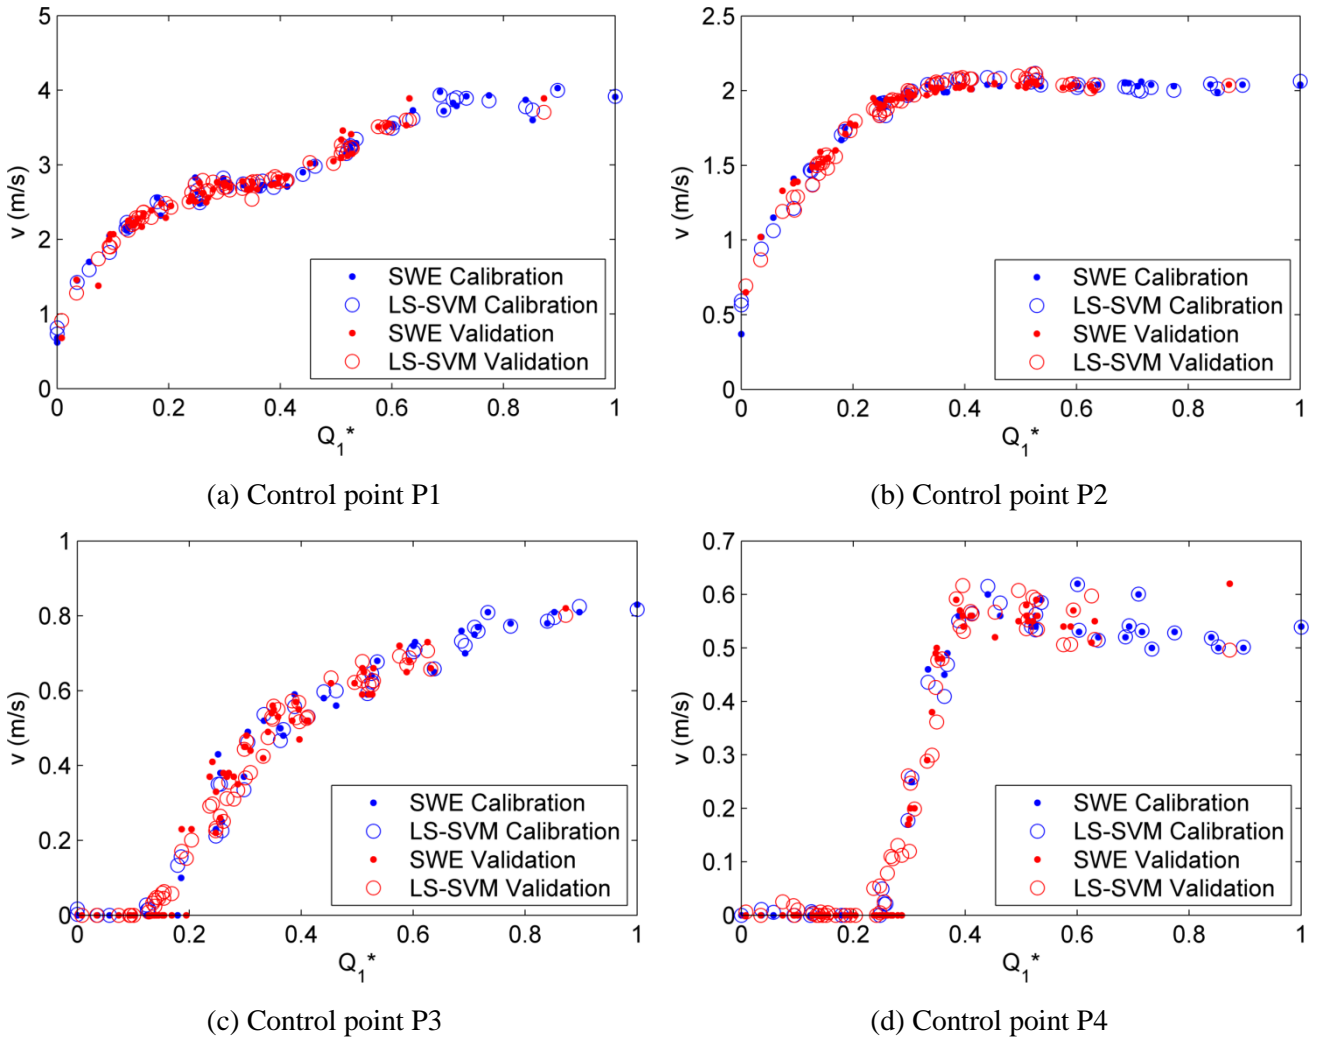 5
4
3
2
1
0
v (m/s)
0 0.2 0.4 0.6 0.8 1
Q1*
SWE Calibration
LS-SVM Calibration
SWE Validation
LS-SVM Validation
(a) Control point P1
2.5
2
1.5
1
0.5
0
v (m/s)
0 0.2 0.4 0.6 0.8 1
Q1*
SWE Calibration
LS-SVM Calibration
SWE Validation
LS-SVM Validation
(b) Control point P2
1
0.8
0.6
0.4
0.2
0
v (m/s)
0 0.2 0.4 0.6 0.8 1
Q1*
SWE Calibration
LS-SVM Calibration
SWE Validation
LS-SVM Validation
(c) Control point P3
0.7
0.6
0.5
0.4
0.3
0.2
0.1
0
v (m/s)
0 0.2 0.4 0.6 0.8 1
Q1*
SWE Calibration
LS-SVM Calibration
SWE Validation
LS-SVM Validation
(d) Control point P4